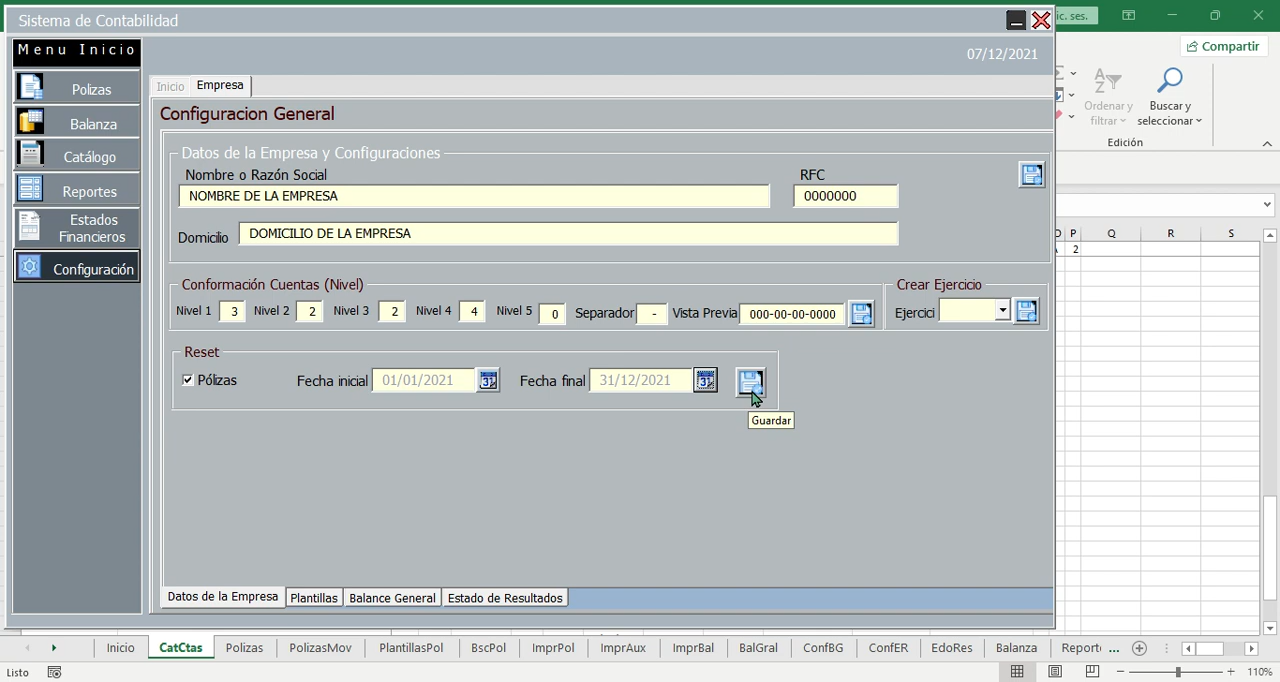 Sistema de Contabilidad
ic. ses.
Compartir
Menu Inicio
07/12/2021
Inicio Empresa
Polizas
Balanza
Catálogo
Reportes
Estados
Financieros
Configuración
Configuracion General
Datos de la Empresa y Configuraciones
Nombre o Razón Social RFC
NOMBRE DE LA EMPRESA 0000000
Domicilio DOMICILIO DE LA EMPRESA
Conformación Cuentas (Nivel) Crear Ejercicio
Nivel 1 3 Nivel 2 2 Nivel 3 2 Nivel 4 4 Nivel 5 0 Separador - Vista Previa 000-00-00-0000 Ejercici
Reset
Pólizas Fecha inicial 01/01/2021 31 Fecha final 31/12/2021 31
Guardar
Datos de la Empresa Plantillas Balance General Estado de Resultados
Ordenar y
filtrar
Buscar y
seleccionar
Edición
P Q R S
2
Inicio CatCtas Polizas PolizasMov PlantillasPol BscPol ImprPol ImprAux ImprBal BalGral ConfBG ConfER EdoRes Balanza Report ...
Listo 110%